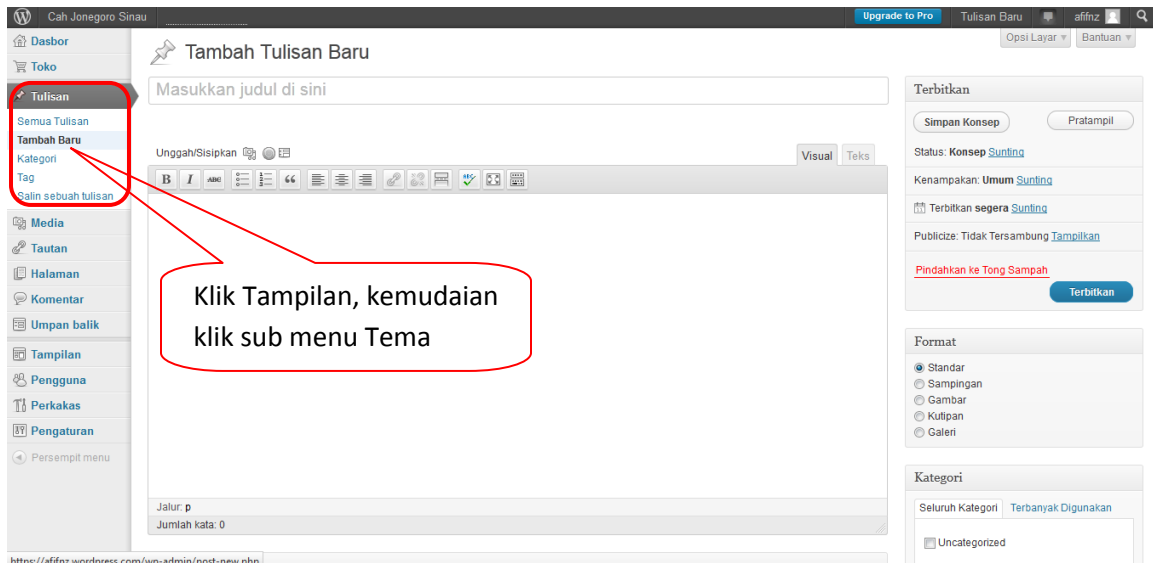 Cah Jonegoro Sinau
Upgrade to Pro
Tulisan Baru
afifnz
Dasbor
Toko
Tulisan
Semua Tulisan
Tambah Baru
Kategori
Tag
Salin sebuah tulisan
Media
Tautan
Halaman
Komentar
Umpan balik
Tampilan
Pengguna
Perkakas
Pengaturan
Persempit menu
Opsi Layar
Bantuan
Tambah Tulisan Baru
Masukkan judul di sini
Unggah/Sisipkan
Visual
Teks
B I ABC
ABC
Klik Tampilan, kemudaian
klik sub menu Tema
Jalur: p
Jumlah kata: 0
Terbitkan
Simpan Konsep
Pratampil
Status: Konsep Sunting
Kenampakan: Umum Sunting
Terbitkan segera Sunting
Publicize: Tidak Tersambung Tampilkan
Pindahkan ke Tong Sampah
Terbitkan
Format
Standar
Sampingan
Gambar
Kutipan
Galeri
Kategori
Seluruh Kategori
Terbanyak Digunakan
Uncategorized
https://afifnz.wordpress.com/wp-admin/post-new.php